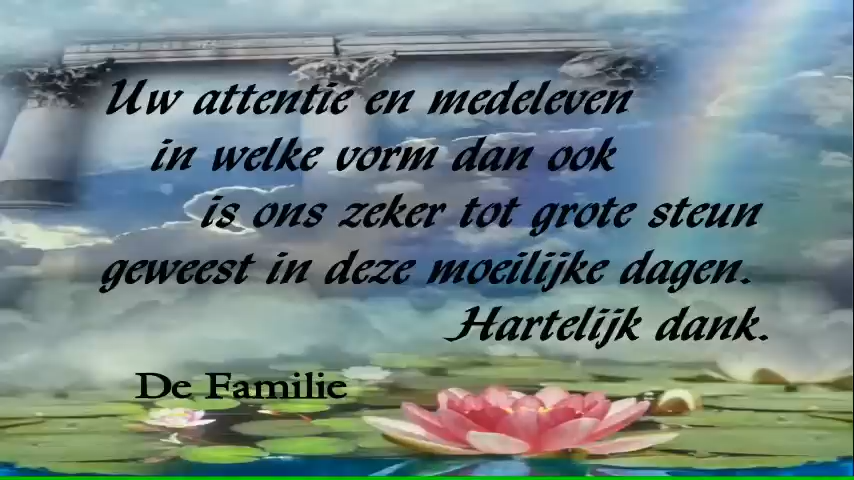 Uw attentie en medeleven
in welke vorm dan ook
is ons zeker tot grote steun
geweest in deze moeilijke dagen.
Hartelijk dank.
De Familie